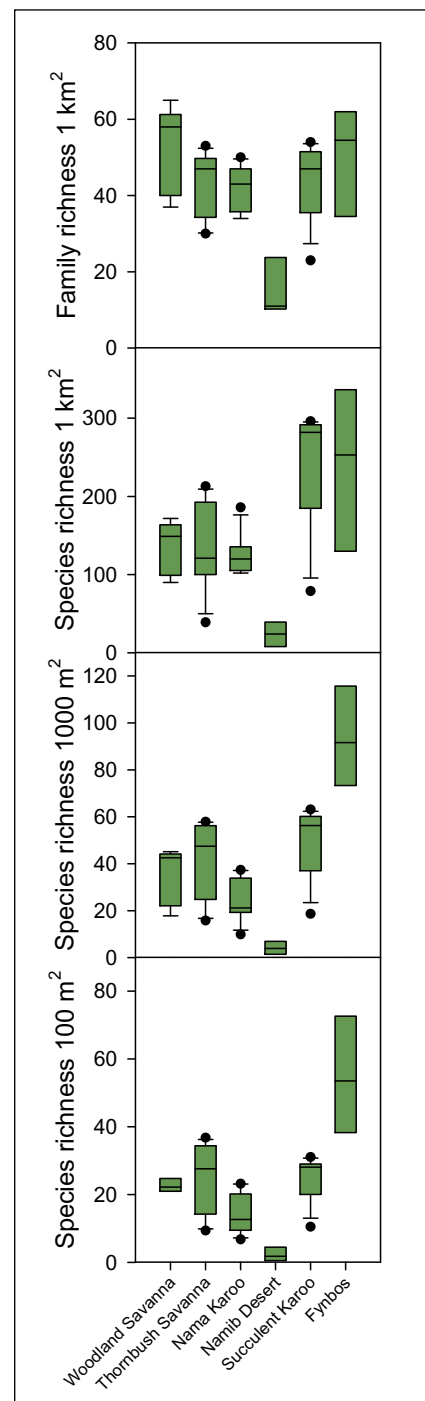 Family richness 1 km²
80
60
40
20
0
Species richness 1 km²
300
200
100
0
Species richness 1000 m²
120
100
80
60
40
20
0
Species richness 100 m²
80
60
40
20
0
Woodland Savanna
Thornbush Savanna
Nama Karoo
Namib Desert
Succulent Karoo
Fynbos